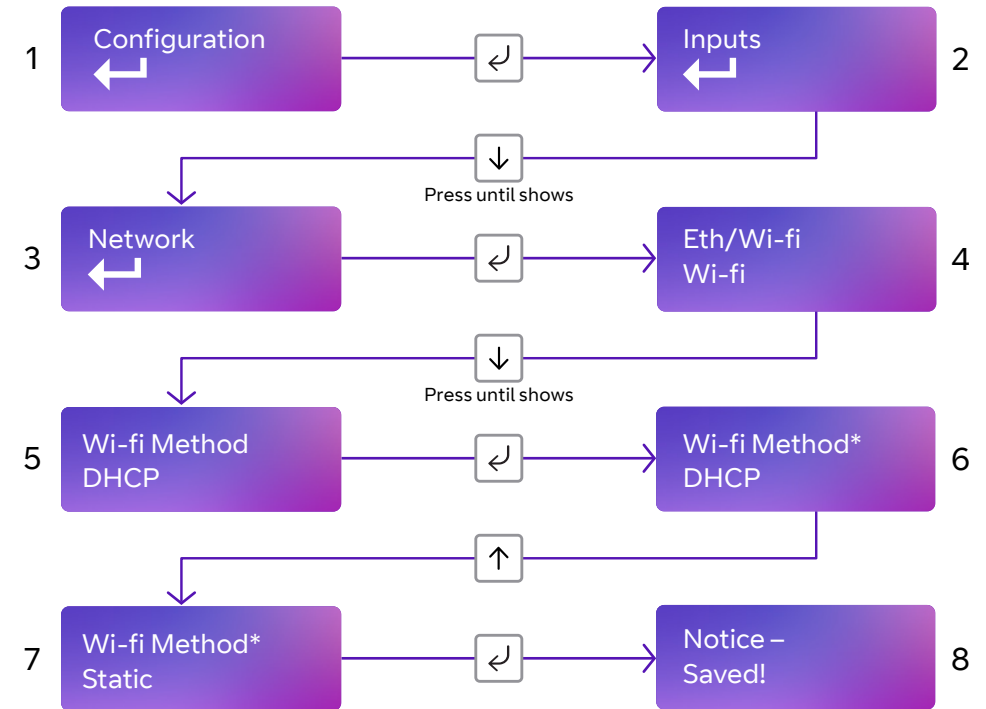 1
Configuration
Inputs
2
Press until shows
3
Network
Eth/Wi-fi
Wi-fi
4
Press until shows
5
Wi-fi Method
DHCP
Wi-fi Method*
DHCP
6
7
Wi-fi Method*
Static
Notice –
Saved!
8